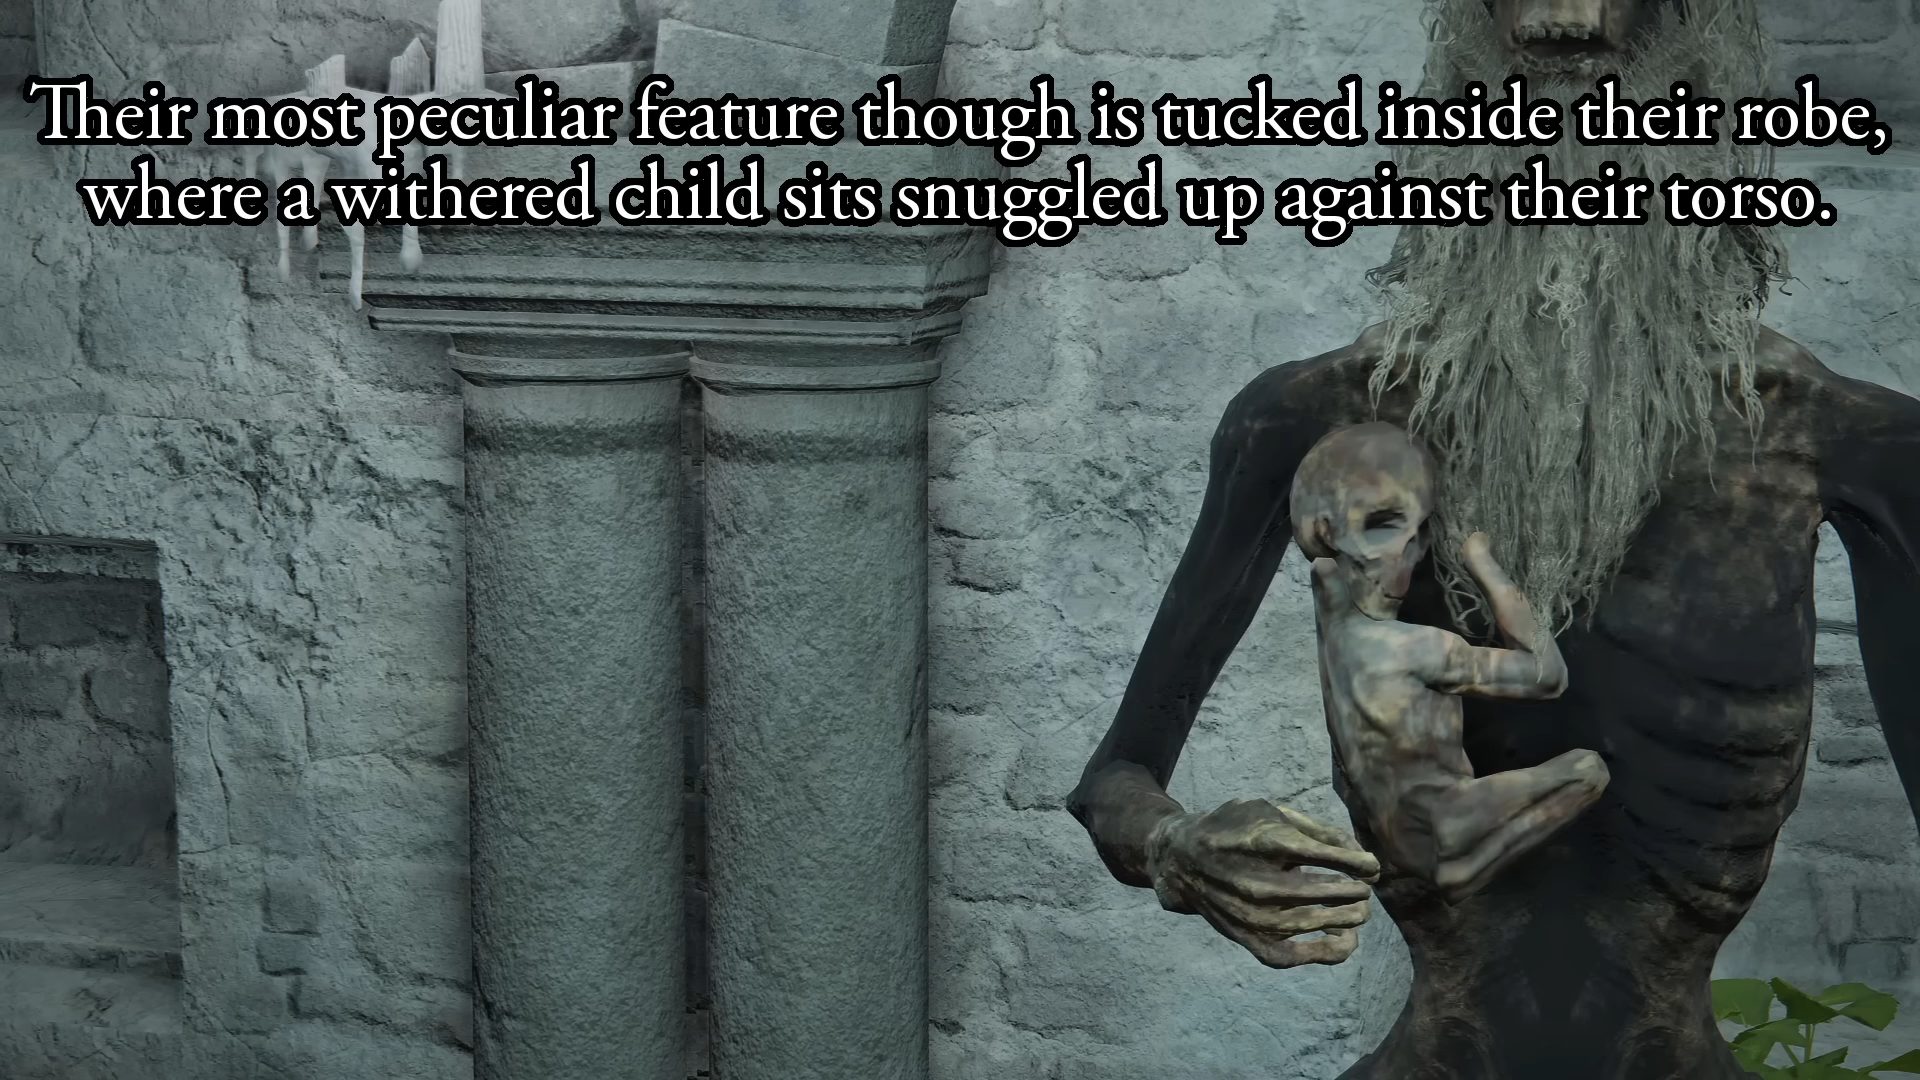 Their most peculiar feature though is tucked inside their robe,
where a withered child sits snuggled up against their torso.